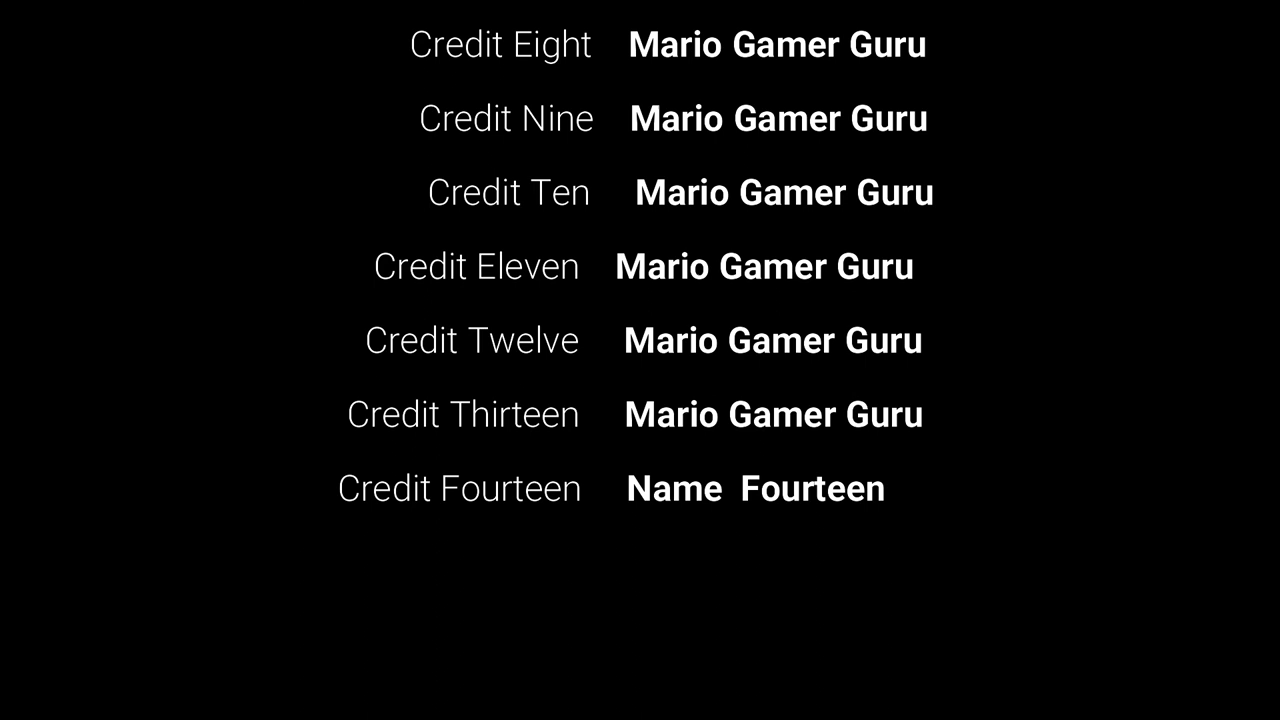 Credit Eight Mario Gamer Guru
Credit Nine Mario Gamer Guru
Credit Ten Mario Gamer Guru
Credit Eleven Mario Gamer Guru
Credit Twelve Mario Gamer Guru
Credit Thirteen Mario Gamer Guru
Credit Fourteen Name Fourteen